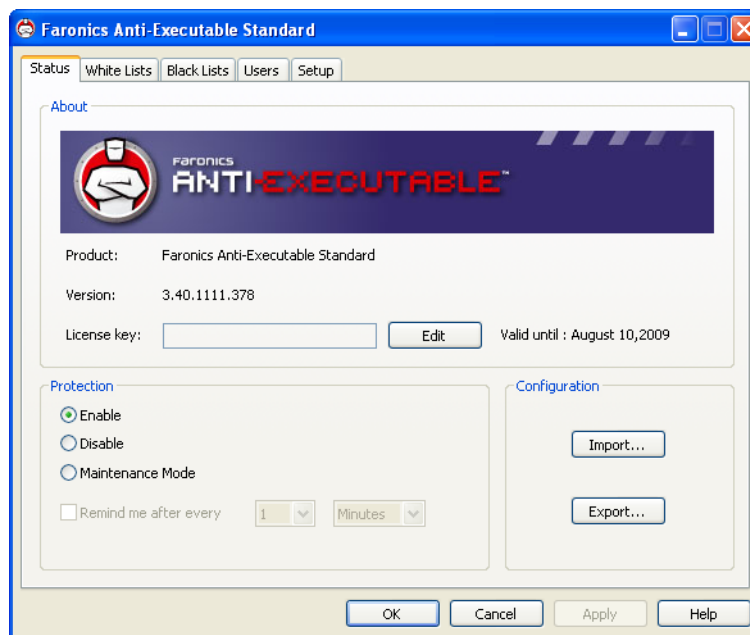 Faronics Anti-Executable Standard
Status White Lists Black Lists Users Setup
About
FARONICS
ANTI-EXECUTABLE™
Product: Faronics Anti-Executable Standard
Version: 3.40.1111.378
License key: Edit Valid until : August 10,2009
Protection
Enable
Disable
Maintenance Mode
Remind me after every 1 Minutes
Configuration
Import...
Export...
OK Cancel Apply Help